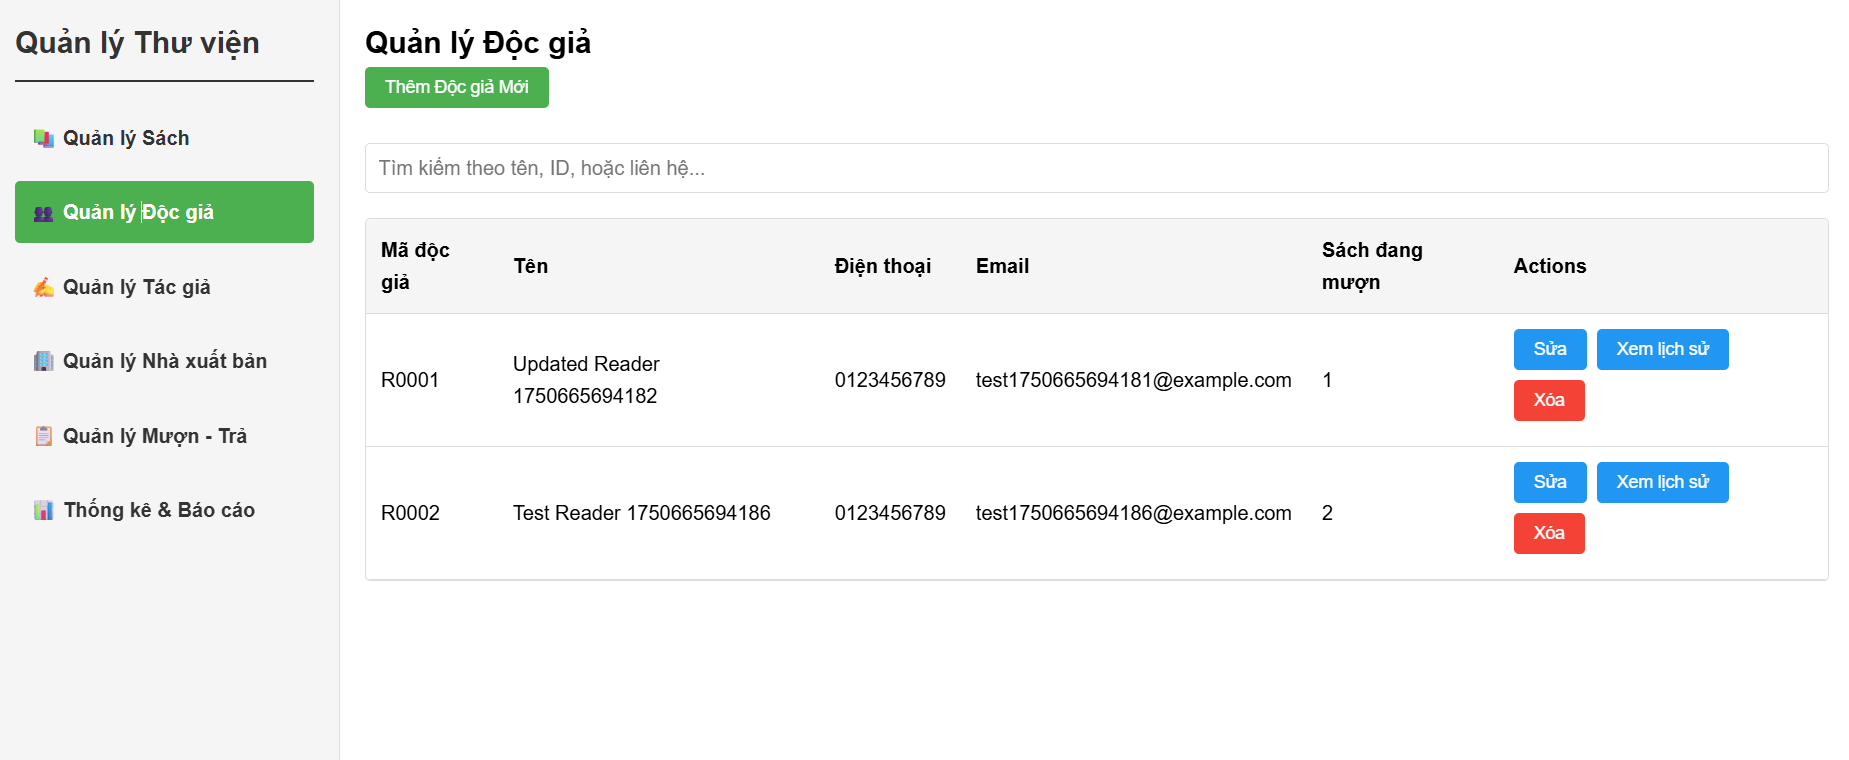 Quản lý Thư viện
Quản lý Sách
Quản lý Độc giả
Quản lý Tác giả
Quản lý Nhà xuất bản
Quản lý Mượn - Trả
Thống kê & Báo cáo
Quản lý Độc giả
Thêm Độc giả Mới
Tìm kiếm theo tên, ID, hoặc liên hệ...
Mã độc
giả
Tên
Điện thoại
Email
Sách đang
mượn
Actions
R0001
Updated Reader
1750665694182
0123456789
test1750665694181@example.com
1
Sửa
Xem lịch sử
Xóa
R0002
Test Reader 1750665694186
0123456789
test1750665694186@example.com
2
Sửa
Xem lịch sử
Xóa